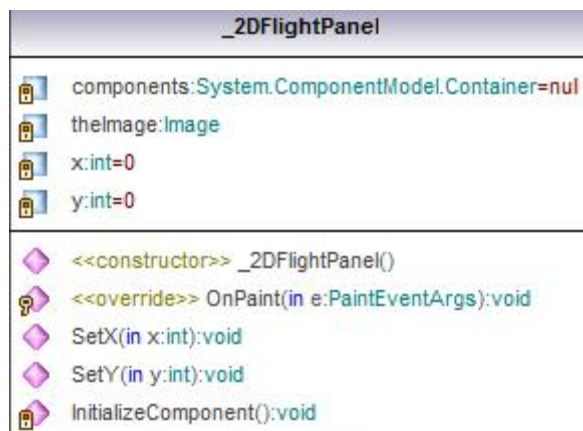 _2DFlightPanel
components:System.ComponentModel.Container=nul
theImage:Image
x:int=0
y:int=0
<<constructor>> _2DFlightPanel()
<<override>> OnPaint(in e:PaintEventArgs):void
SetX(in x:int):void
SetY(in y:int):void
InitializeComponent():void